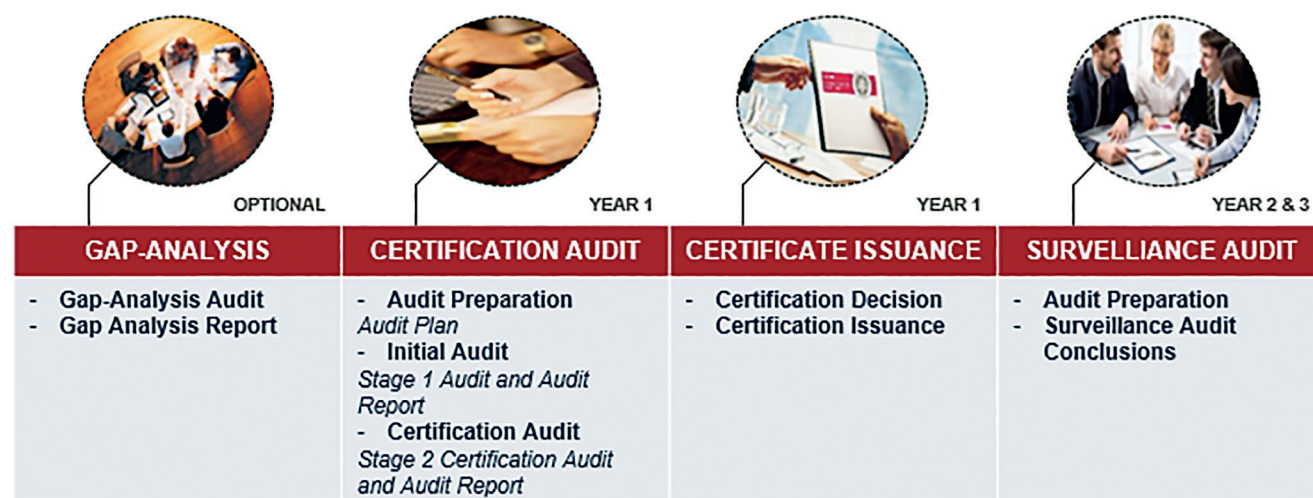 OPTIONAL
YEAR 1
YEAR 1
YEAR 2 & 3
GAP-ANALYSIS
CERTIFICATION AUDIT
CERTIFICATE ISSUANCE
SURVELLIANCE AUDIT
- Gap-Analysis Audit
- Gap Analysis Report
- Audit Preparation
Audit Plan
- Initial Audit
Stage 1 Audit and Audit
Report
- Certification Audit
Stage 2 Certification Audit
and Audit Report
- Certification Decision
- Certification Issuance
- Audit Preparation
- Surveillance Audit
Conclusions